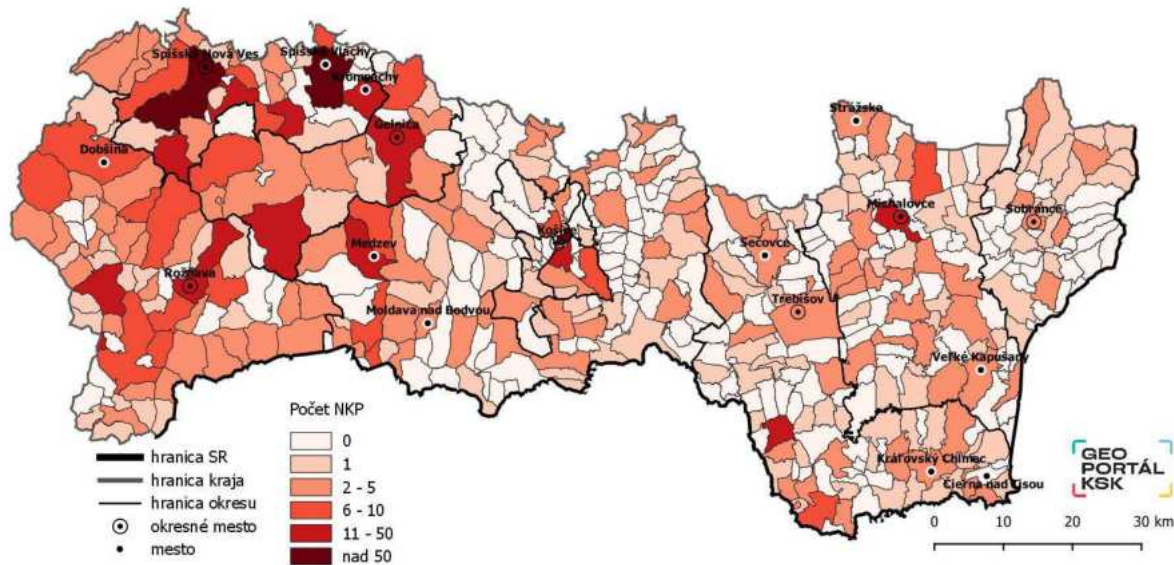 Spišská Nová Ves
Spišské Vlachy
Krompachy
Gelnica
Dobšiná
Strážske
Michalovce
Sobrance
Košice
Sečovce
Medzev
Rožňava
Trebišov
Moldava nad Bodvou
Veľké Kapušany
Kráľovský Chlmec
Čierna nad Tisou
Počet NKP
0
1
2 - 5
6 - 10
11 - 50
nad 50
hranica SR
hranica kraja
hranica okresu
okresné mesto
mesto
GEO
PORTÁL
KSK
0 10 20 30 km